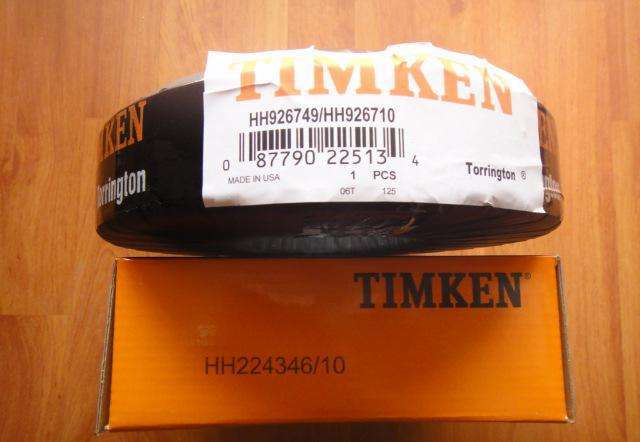 TIMKEN
HH926749/HH926710
0 87790 22513 4
MADE IN USA 1 PCS
06T 125
Torrington ®
KEN
Torrington
TIMKEN®
HH224346/10